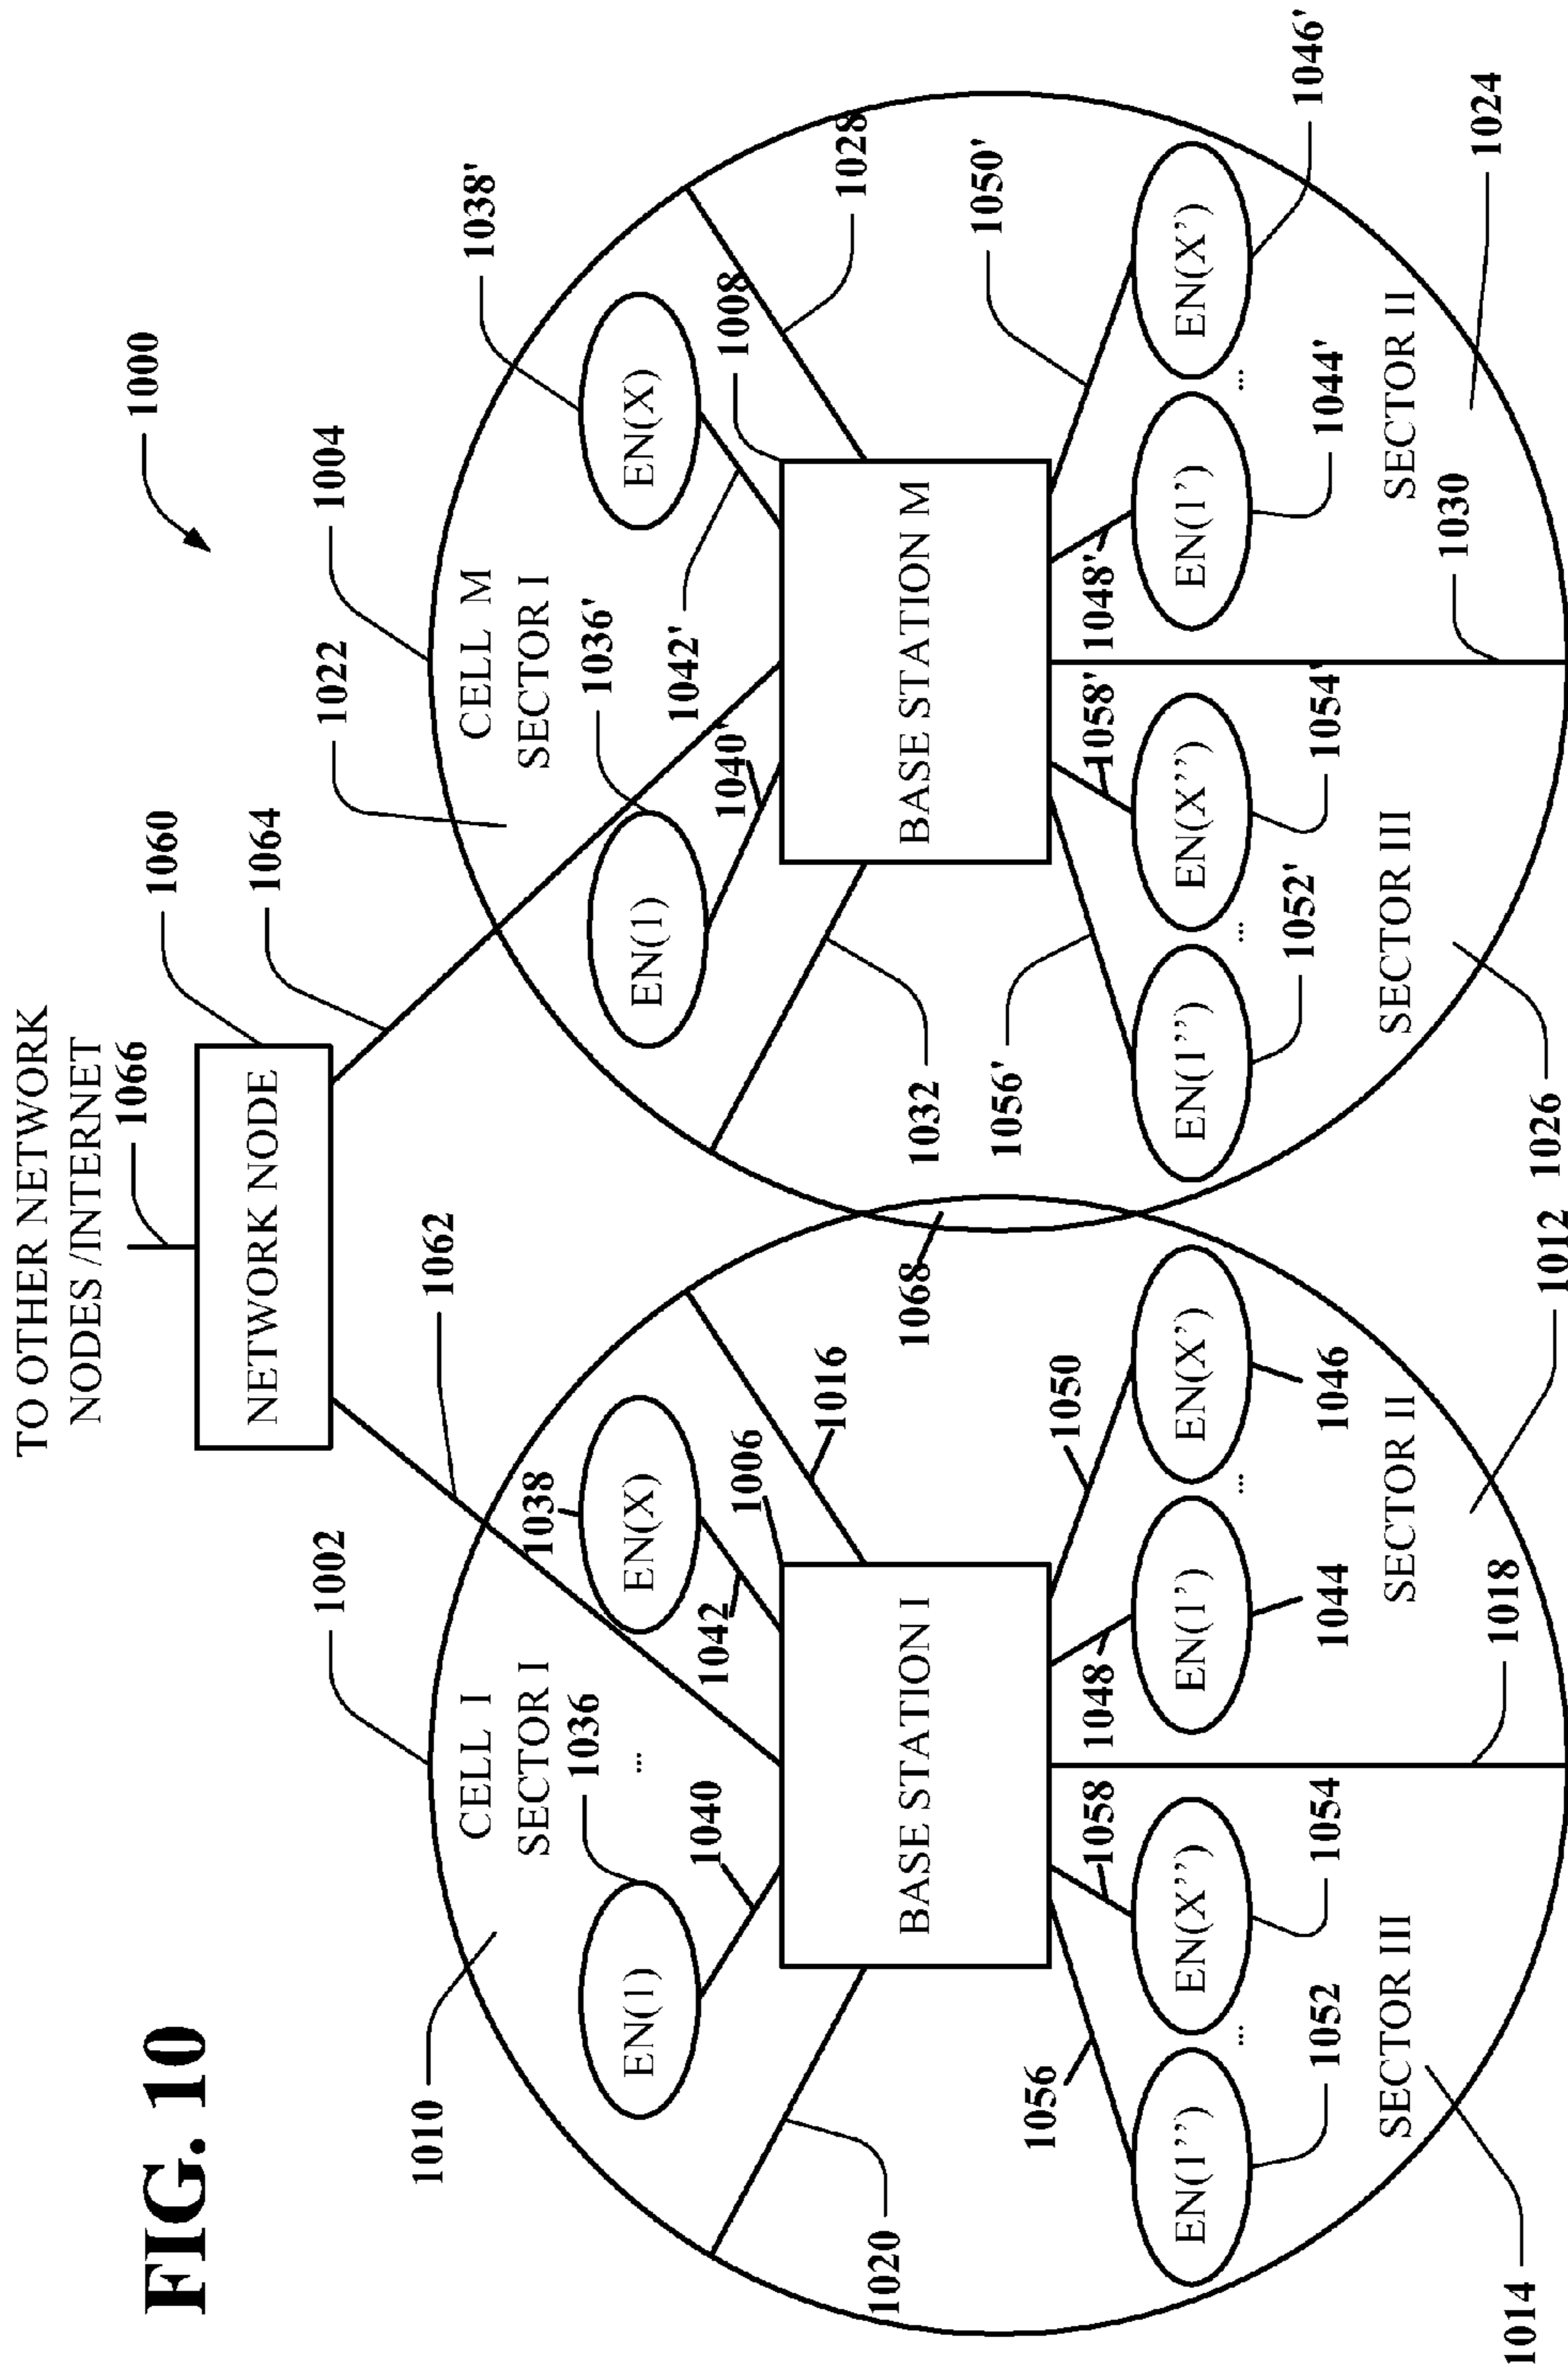 FIG. 10
TO OTHER NETWORK
NODES /INTERNET
1066
1000
NETWORK NODE
1060
1062
1064
1002
1004
1010
1022
CELL I
SECTOR I
1036
...
1038
EN(1)
EN(X)
1040
1042
1006
1016
1020
BASE STATION I
1056
1058
1048
1050
EN(1’’)
...
EN(X’’)
EN(1’)
...
EN(X’)
1052
1054
1044
1046
SECTOR III
SECTOR II
1014
1018
1012
1068
CELL M
SECTOR I
1036'
1038'
EN(1)
EN(X)
1040'
1042'
1008
1028
1032
BASE STATION M
1056'
1058'
1048'
1050'
EN(1’’)
...
EN(X’’)
EN(1’)
...
EN(X’)
1052'
1054'
1044'
1046'
SECTOR III
SECTOR II
1026
1030
1024